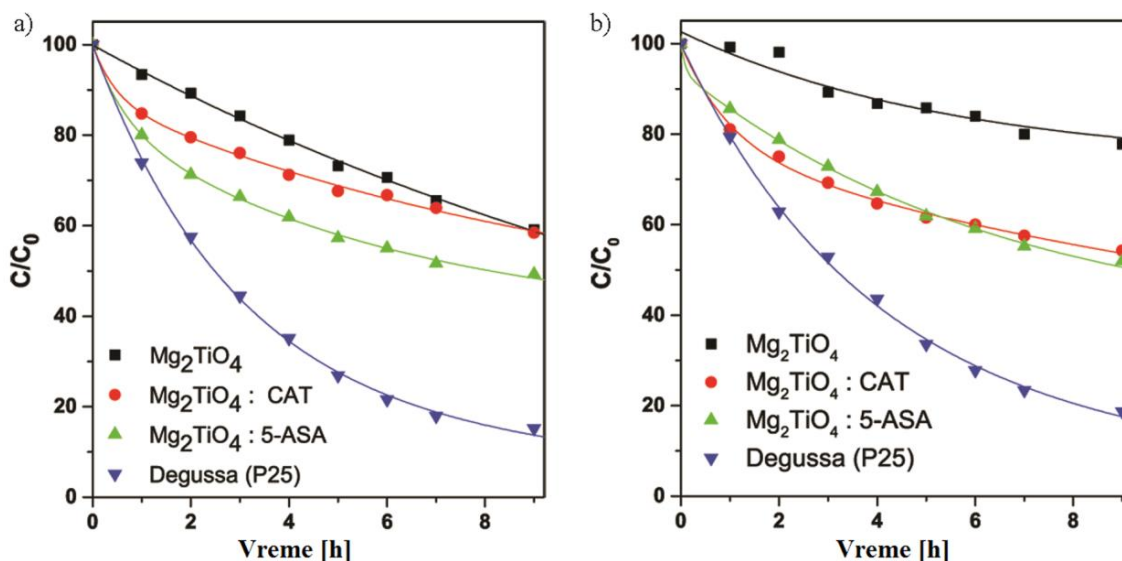 a)
C/C₀
100
80
60
40
20
0
Mg₂TiO₄
Mg₂TiO₄ : CAT
Mg₂TiO₄ : 5-ASA
Degussa (P25)
0 2 4 6 8
Vreme [h]
b)
C/C₀
100
80
60
40
20
0
Mg₂TiO₄
Mg₂TiO₄ : CAT
Mg₂TiO₄ : 5-ASA
Degussa (P25)
0 2 4 6 8
Vreme [h]